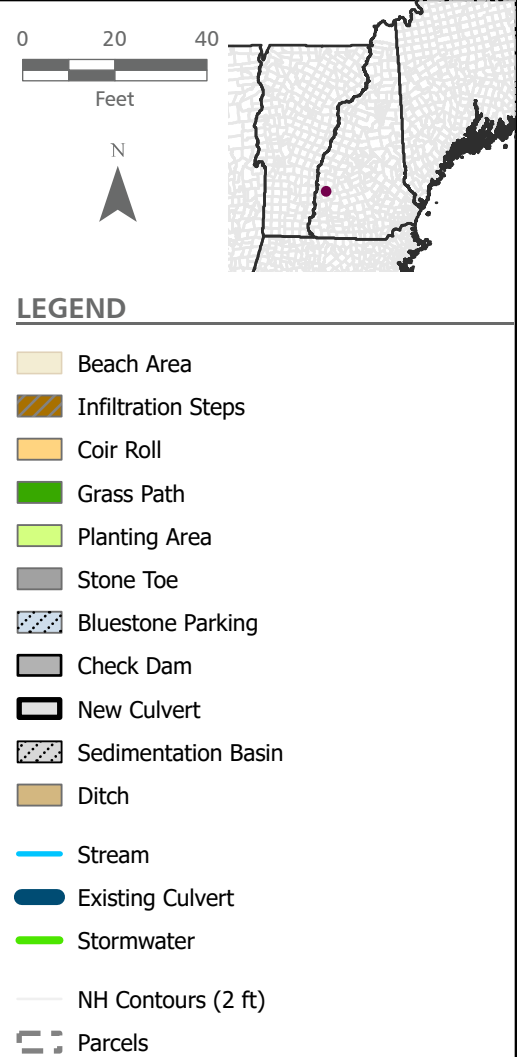 0 20 40
Feet
N
LEGEND
Beach Area
Infiltration Steps
Coir Roll
Grass Path
Planting Area
Stone Toe
Bluestone Parking
Check Dam
New Culvert
Sedimentation Basin
Ditch
Stream
Existing Culvert
Stormwater
NH Contours (2 ft)
Parcels